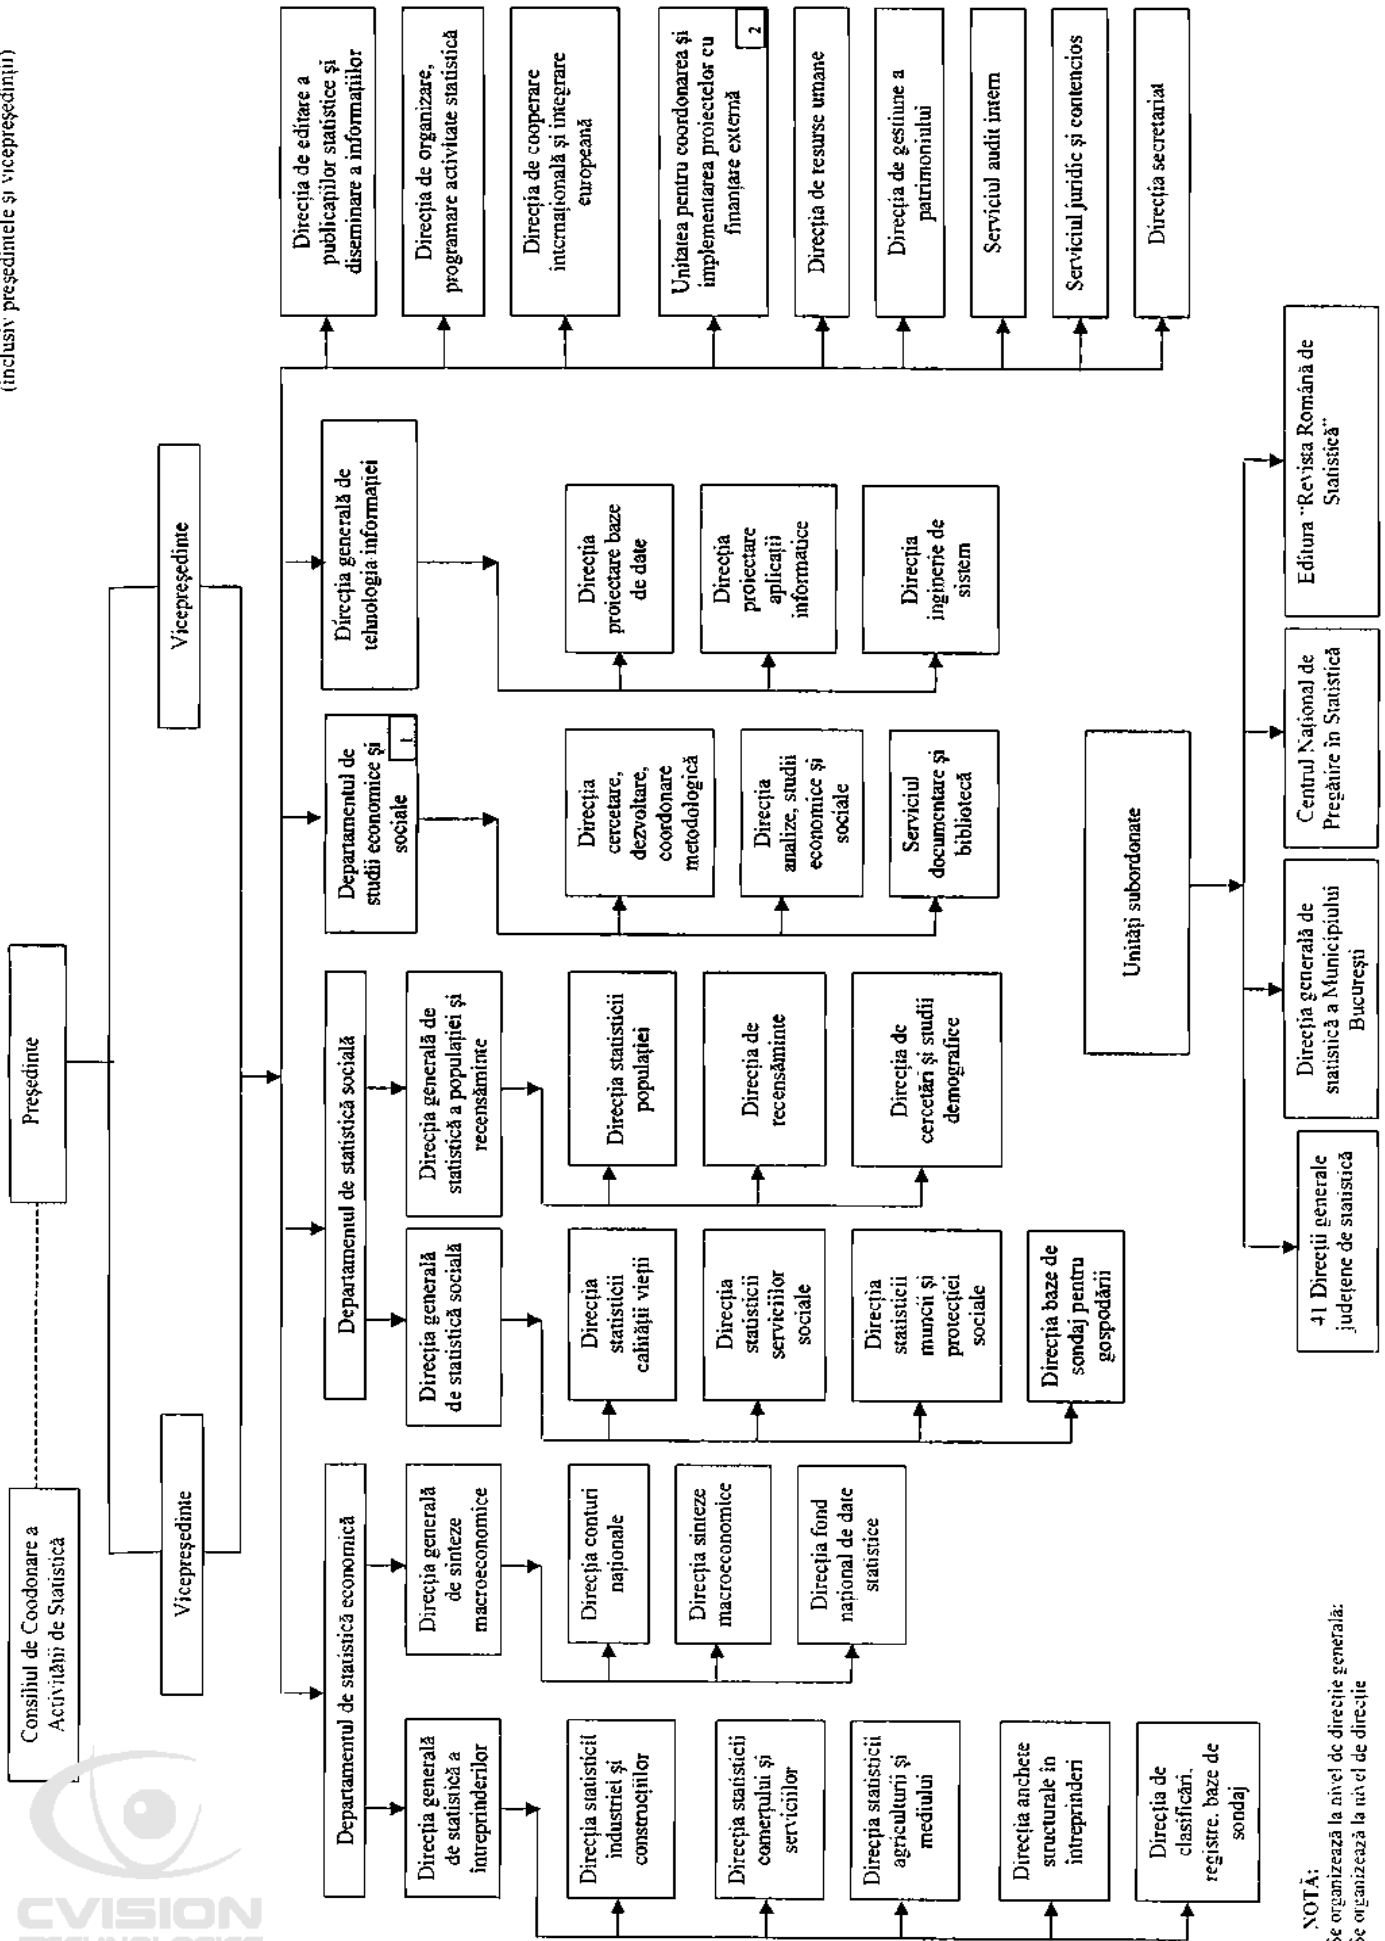 (inclusiv președintele și vicepreședinții)
Consiliul de Coodonare a
Activității de Statistică
Președinte
Vicepreședinte
Vicepreședinte
Departamentul de statistică economică
Direcția generală
de statistică a
întreprinderilor
Direcția statisticii
industriei și
construcțiilor
Direcția statisticii
comerțului și
serviciilor
Direcția statisticii
agriculturii și
mediului
Direcția anchete
structurale în
întreprinderi
Direcția de
clasificări,
registre, baze de
sondaj
Direcția generală
de sinteze
macroeconomice
Direcția conturi
naționale
Direcția sinteze
macroeconomice
Direcția fond
național de date
statistice
Departamentul de statistică socială
Direcția generală
de statistică socială
Direcția
statisticii
calității vieții
Direcția
statisticii
serviciilor
sociale
Direcția
statisticii
muncii și
protecției
sociale
Direcția baze de
sondaj pentru
gospodării
Direcția generală de
statistică a populației și
recensăminte
Direcția statisticii
populației
Direcția de
recensăminte
Direcția de
cercetări și studii
demografice
Departamentul de
studii economice și
sociale
1
Direcția
cercetare,
dezvoltare,
coordonare
metodologică
Direcția
analize, studii
economice și
sociale
Serviciul
documentare și
bibliotecă
Direcția generală de
tehnologia informației
Direcția
proiectare baze
de date
Direcția
proiectare
aplicații
informatice
Direcția
inginerie de
sistem
Direcția de editare a
publicațiilor statistice și
diseminare a informațiilor
Direcția de organizare,
programare activitate statistică
Direcția de cooperare
internațională și integrare
europeană
Unitatea pentru coordonarea și
implementarea proiectelor cu
finanțare externă
2
Direcția de resurse umane
Direcția de gestiune a
patrimoniului
Serviciul audit intern
Serviciul juridic și contencios
Direcția secretariat
Unități subordonate
41 Direcții generale
județene de statistică
Direcția generală de
statistică a Municipiului
București
Centrul Național de
Pregătire în Statistică
Editura "Revista Română de
Statistică"
NOTĂ:
Se organizează la nivel de direcție generală;
Se organizează la nivel de direcție
CVISION
TECHNOLOGIES